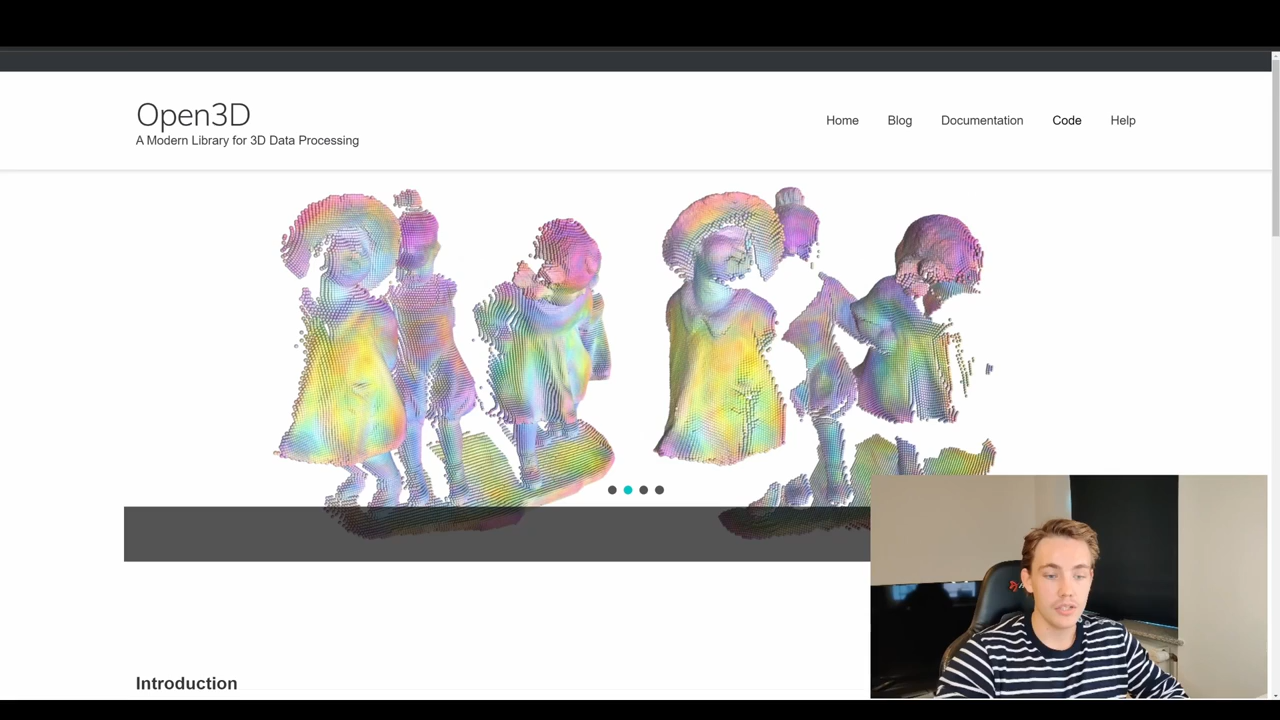 Open3D
A Modern Library for 3D Data Processing
Home Blog Documentation Code Help
Introduction